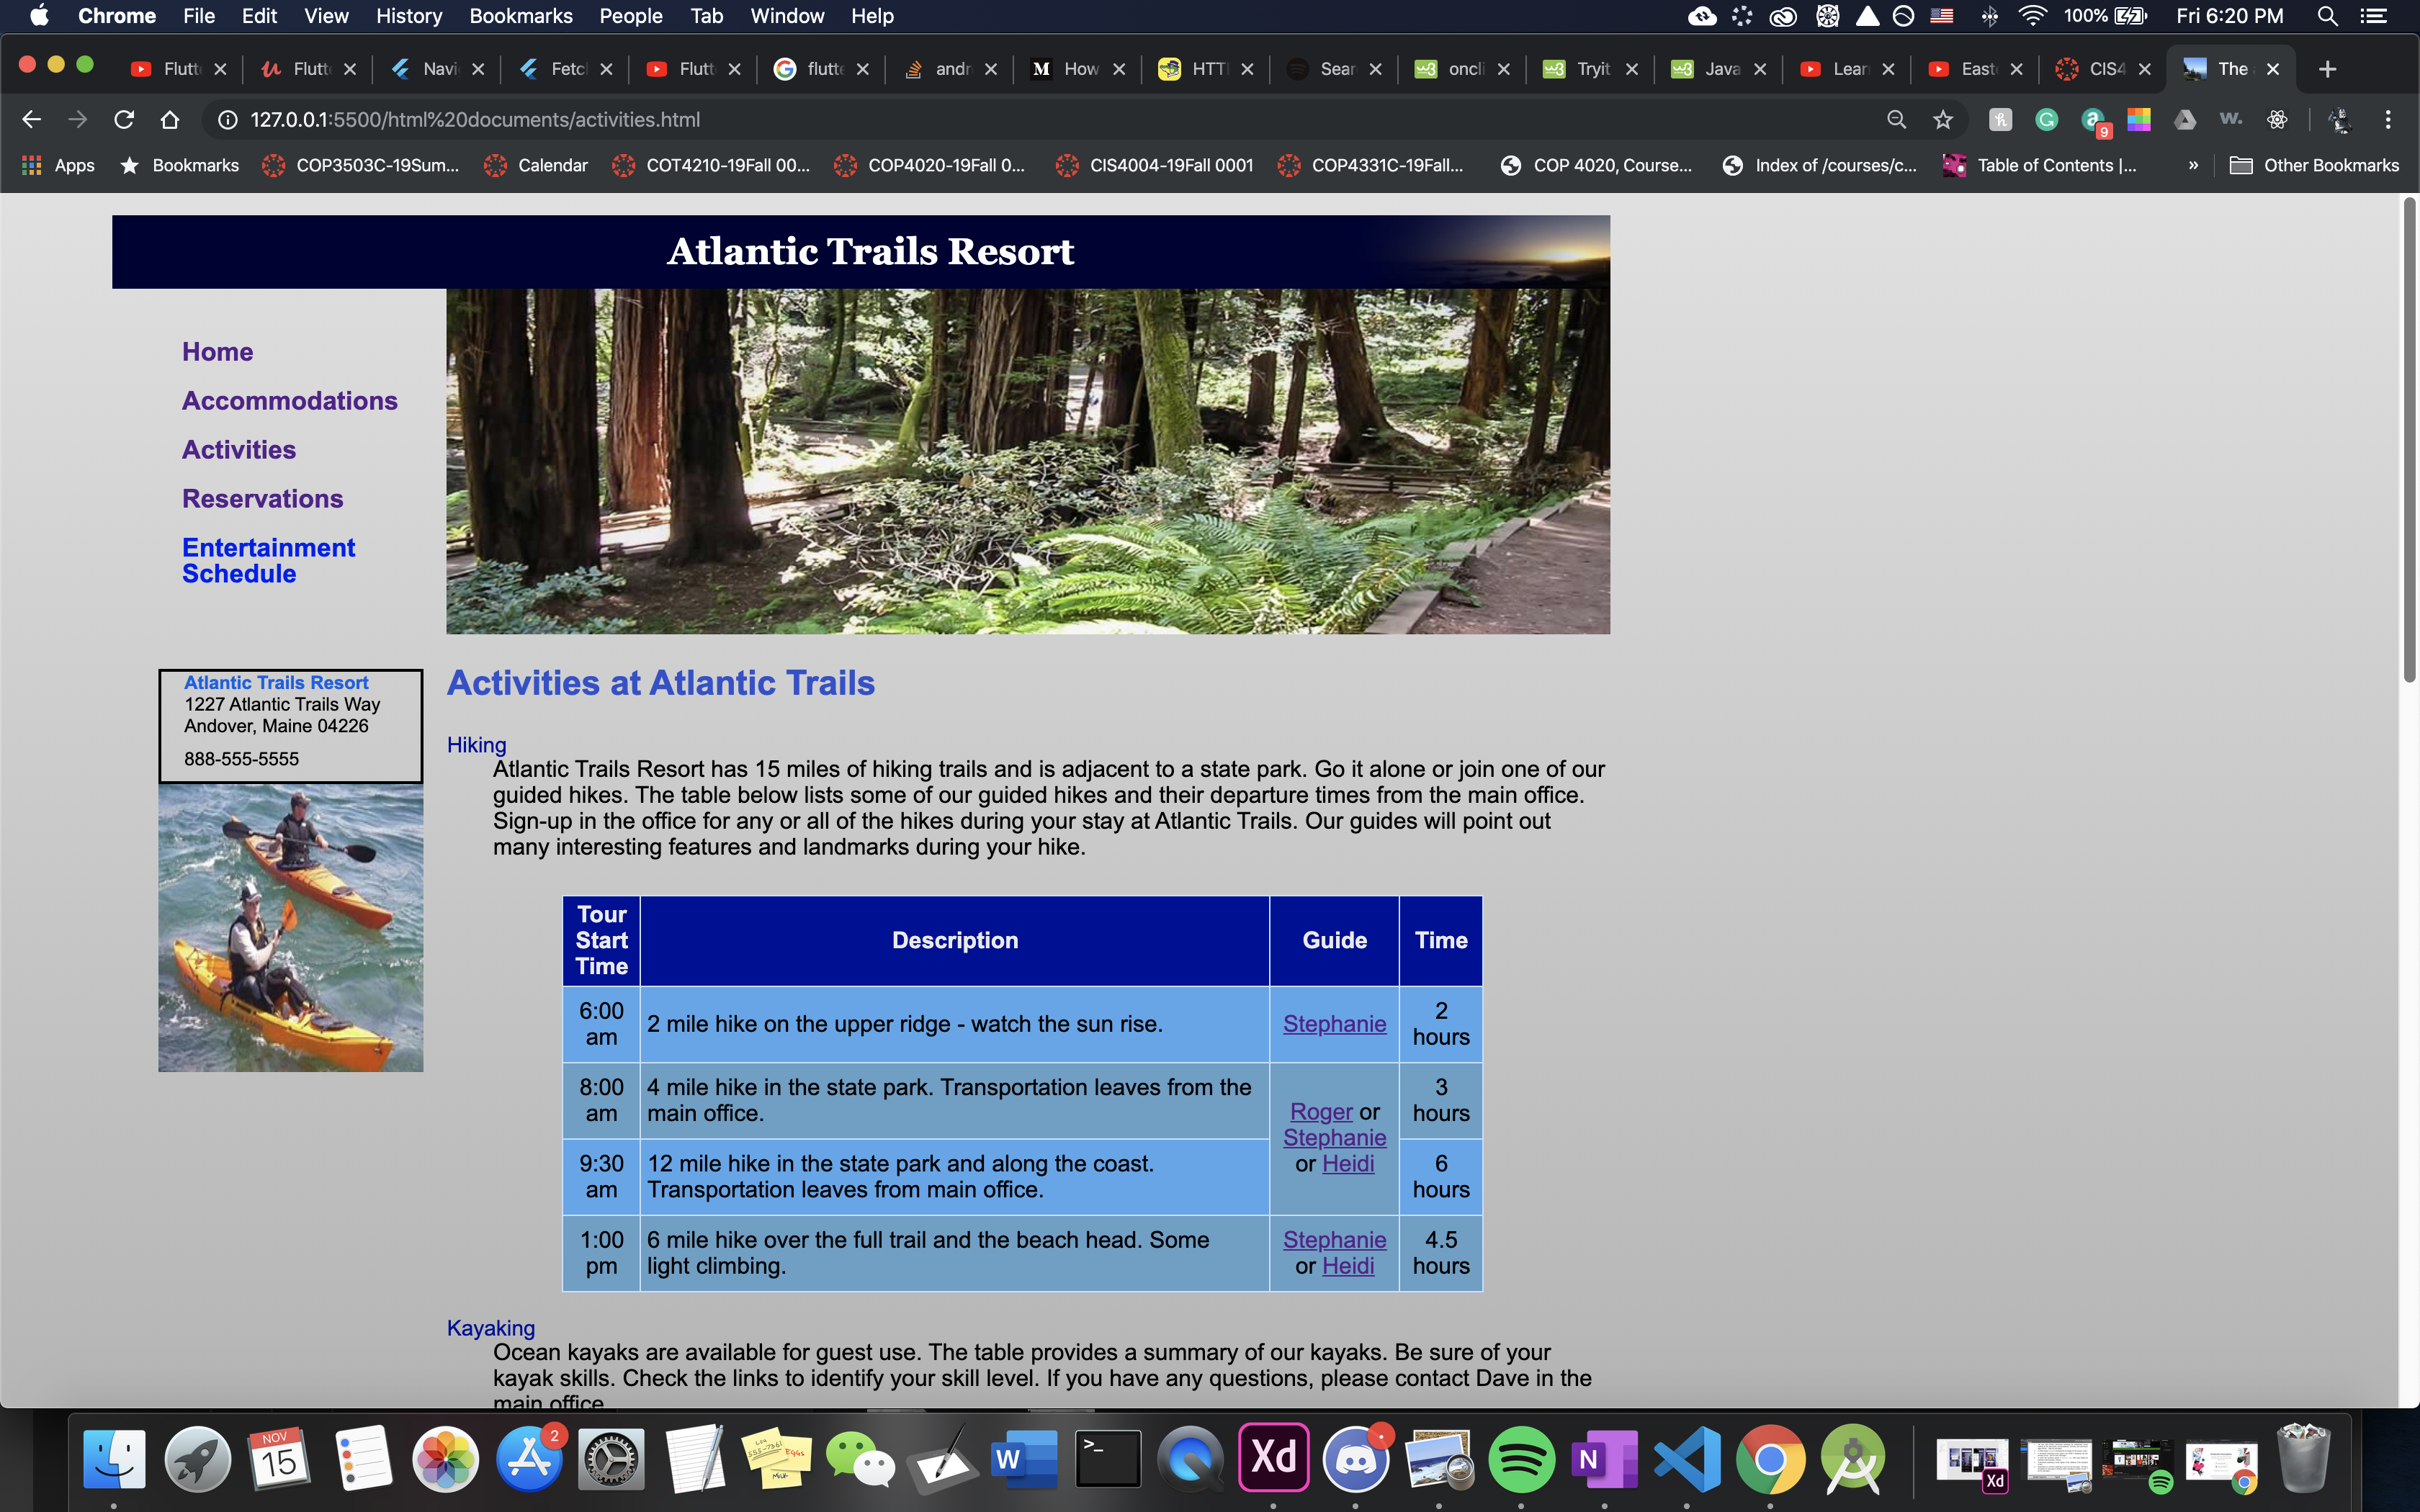 Chrome File Edit View History Bookmarks People Tab Window Help 100% Fri 6:20 PM
Flutt Flutt Navi Fetcl Flutt flutte andr How HTTI Sear oncli Tryit Java Lear East CIS4 The
127.0.0.1:5500/html%20documents/activities.html 9
Apps Bookmarks COP3503C-19Sum... Calendar COT4210-19Fall 00... COP4020-19Fall 0... CIS4004-19Fall 0001 COP4331C-19Fall... COP 4020, Course... Index of /courses/c... Table of Contents |... » Other Bookmarks
Atlantic Trails Resort
Home
Accommodations
Activities
Reservations
Entertainment
Schedule
Atlantic Trails Resort
1227 Atlantic Trails Way
Andover, Maine 04226
888-555-5555
Activities at Atlantic Trails
Hiking
Atlantic Trails Resort has 15 miles of hiking trails and is adjacent to a state park. Go it alone or join one of our
guided hikes. The table below lists some of our guided hikes and their departure times from the main office.
Sign-up in the office for any or all of the hikes during your stay at Atlantic Trails. Our guides will point out
many interesting features and landmarks during your hike.
Tour
Start
Time
Description
Guide
Time
6:00
am
2 mile hike on the upper ridge - watch the sun rise.
Stephanie
2
hours
8:00
am
4 mile hike in the state park. Transportation leaves from the
main office.
Roger or
Stephanie
or Heidi
3
hours
9:30
am
12 mile hike in the state park and along the coast.
Transportation leaves from main office.
6
hours
1:00
pm
6 mile hike over the full trail and the beach head. Some
light climbing.
Stephanie
or Heidi
4.5
hours
Kayaking
Ocean kayaks are available for guest use. The table provides a summary of our kayaks. Be sure of your
kayak skills. Check the links to identify your skill level. If you have any questions, please contact Dave in the
main office
NOV
15
2
W
>_
Xd
N
Xd